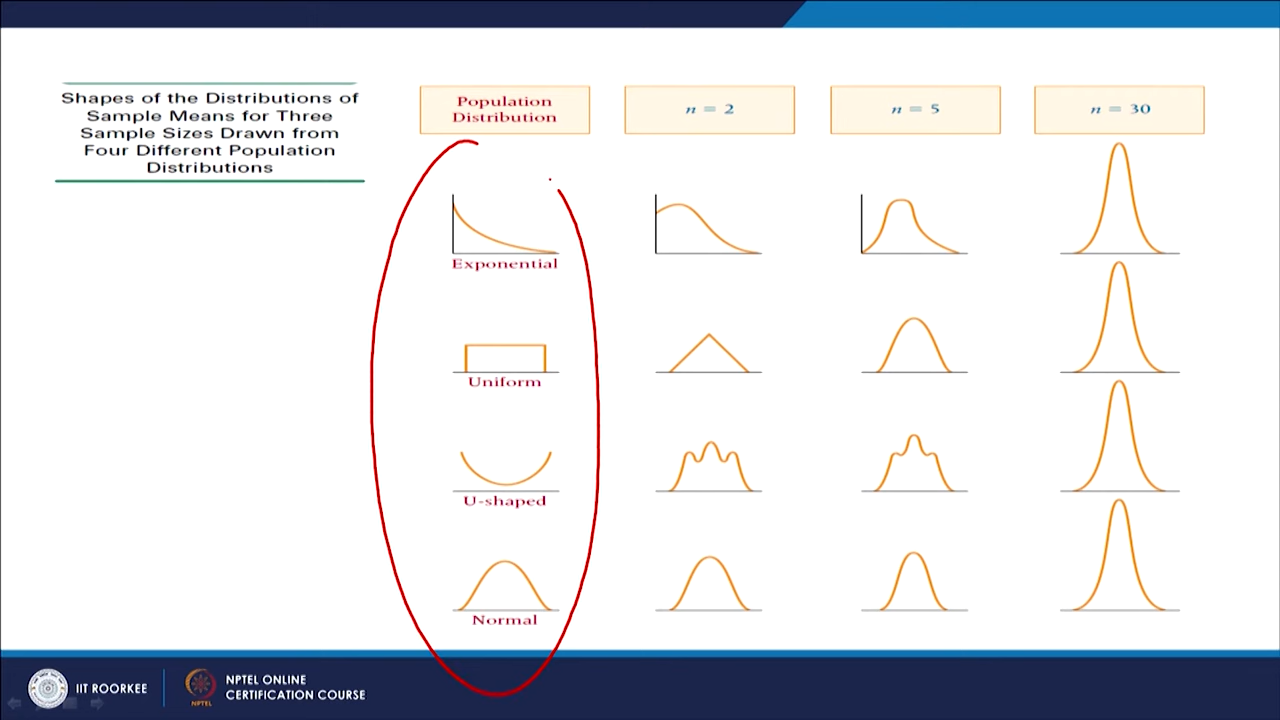 Shapes of the Distributions of
Sample Means for Three
Sample Sizes Drawn from
Four Different Population
Distributions
Population
Distribution
n = 2
n = 5
n = 30
Exponential
Uniform
U-shaped
Normal
IIT ROORKEE
NPTEL
NPTEL ONLINE
CERTIFICATION COURSE